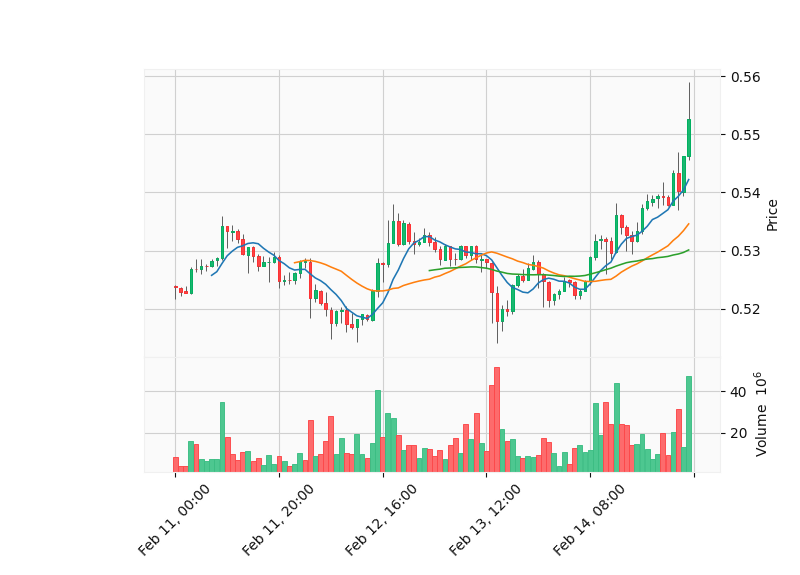 0.56
0.55
0.54
0.53
0.52
Price
40
20
Volume 10^6
Feb 11, 00:00
Feb 11, 20:00
Feb 12, 16:00
Feb 13, 12:00
Feb 14, 08:00